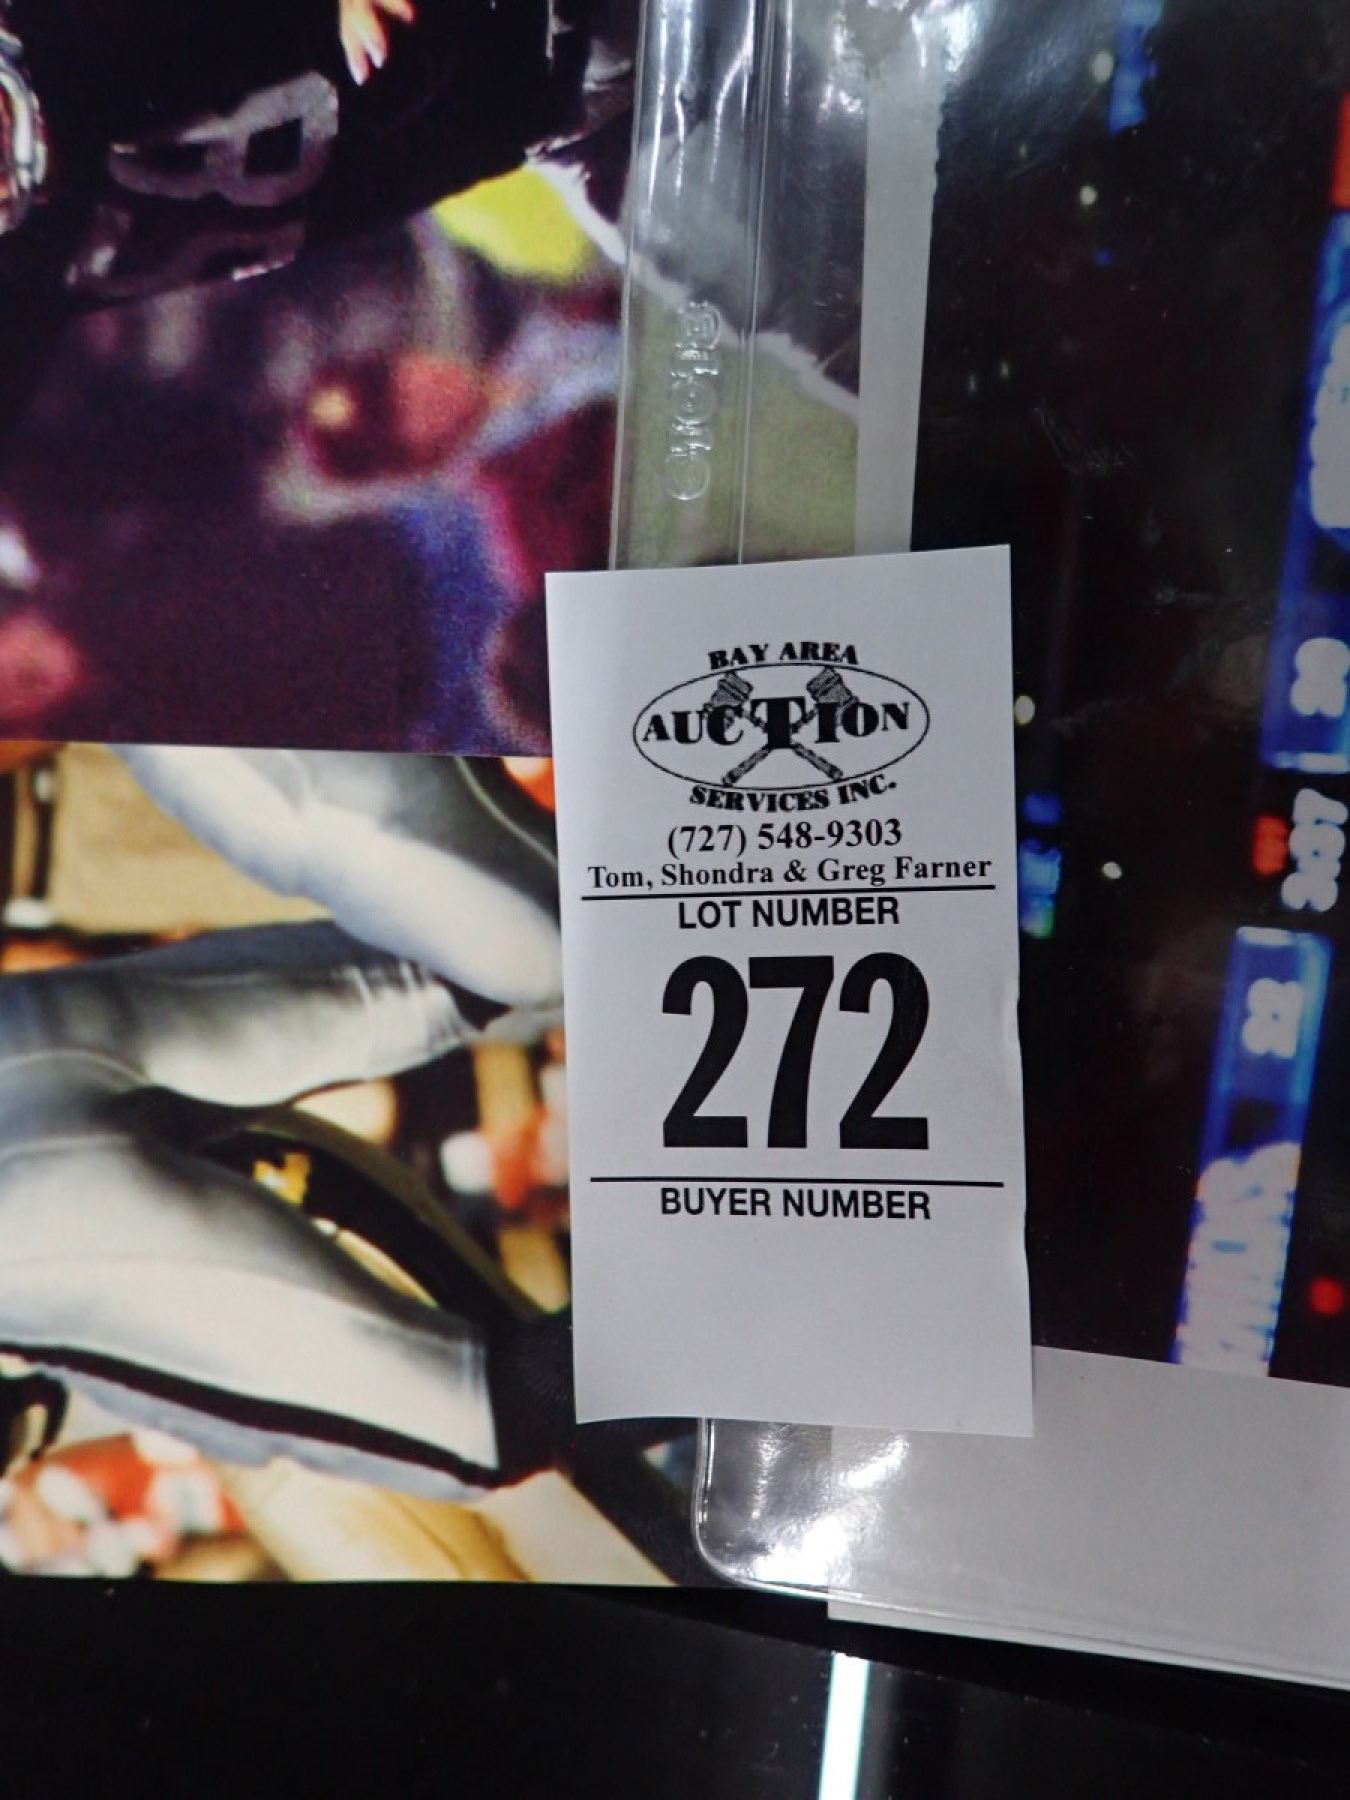 BAY AREA
AUCTION
SERVICES INC.
(727) 548-9303
Tom, Shondra & Greg Farner
LOT NUMBER
272
BUYER NUMBER